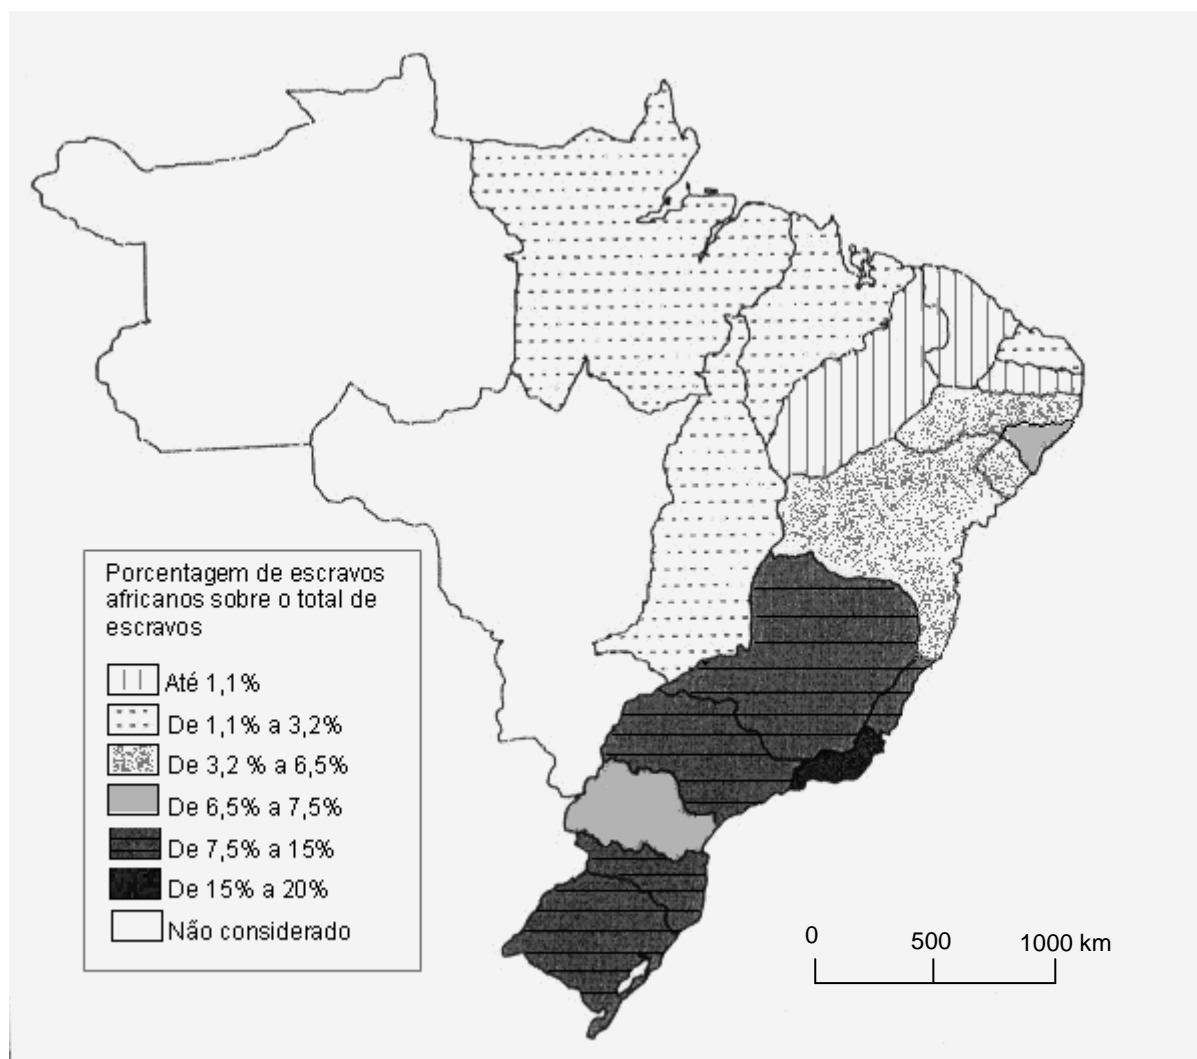 Porcentagem de escravos
africanos sobre o total de
escravos
Até 1,1%
De 1,1% a 3,2%
De 3,2 % a 6,5%
De 6,5% a 7,5%
De 7,5% a 15%
De 15% a 20%
Não considerado
0 500 1000 km